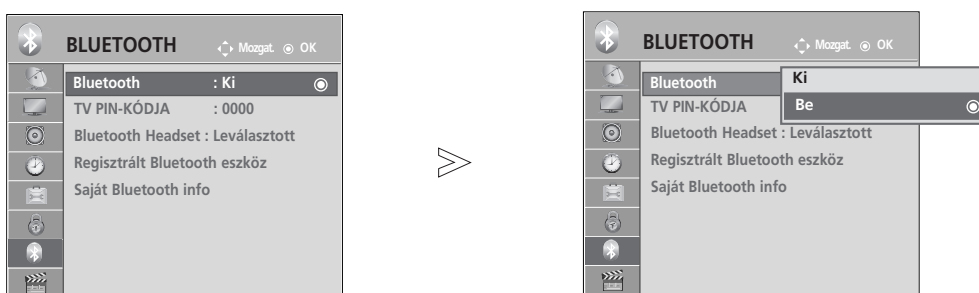 BLUETOOTH Mozgat. OK
Bluetooth : Ki
TV PIN-KÓDJA : 0000
Bluetooth Headset : Leválasztott
Regisztrált Bluetooth eszköz
Saját Bluetooth info
BLUETOOTH Mozgat. OK
Bluetooth
Ki
Be
TV PIN-KÓDJA
Bluetooth Headset : Leválasztott
Regisztrált Bluetooth eszköz
Saját Bluetooth info